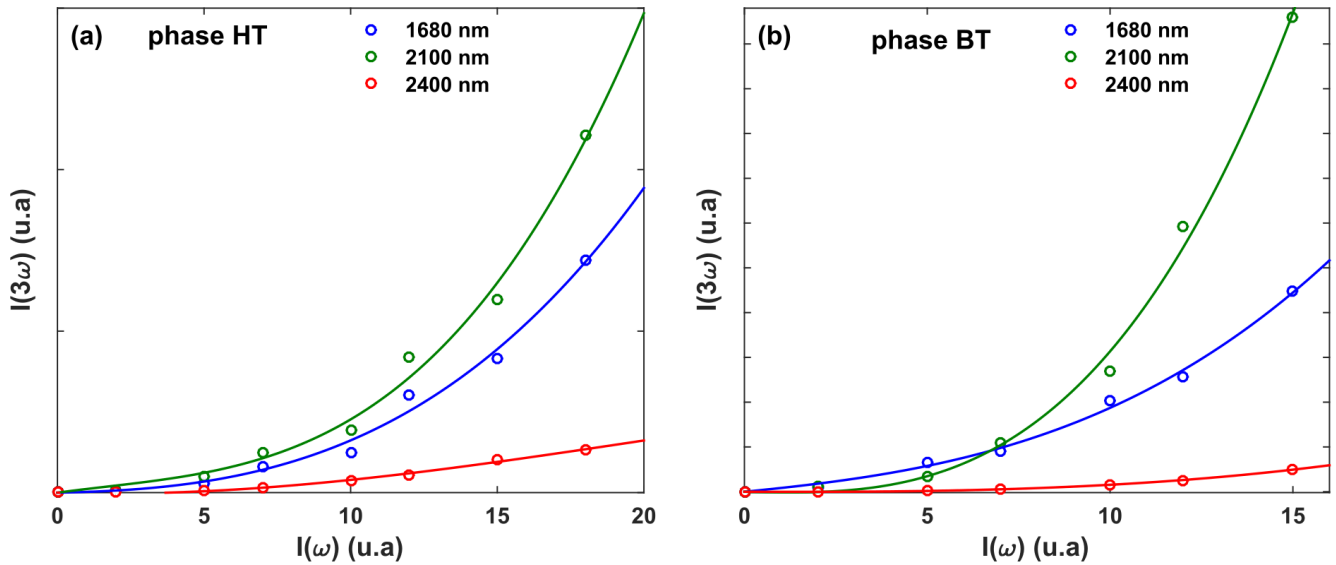 (a) phase HT
1680 nm
2100 nm
2400 nm
I(3ω) (u.a)
0 5 10 15 20
I(ω) (u.a)
(b) phase BT
1680 nm
2100 nm
2400 nm
I(3ω) (u.a)
0 5 10 15
I(ω) (u.a)